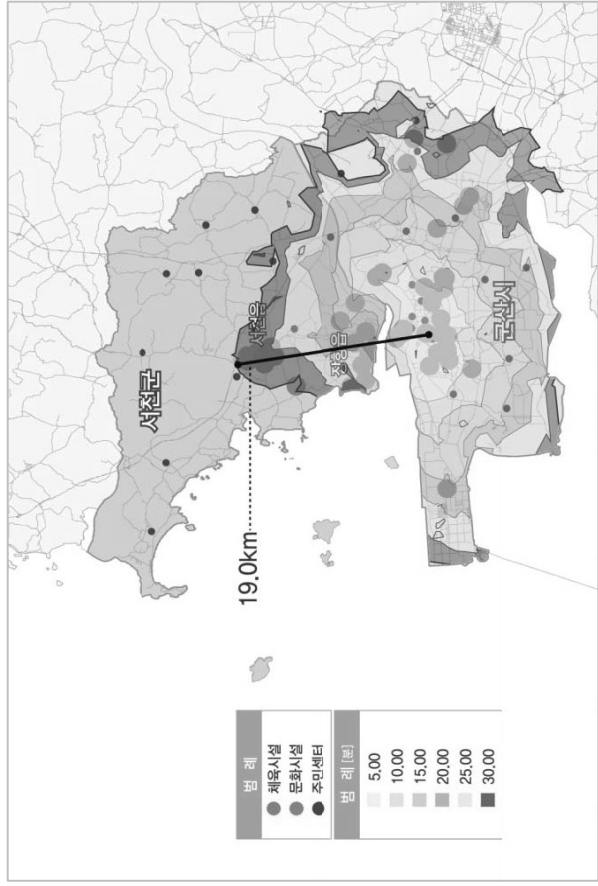 서천군
서천읍
장항읍
군산시
19.0km
범 례
체육시설
문화시설
주민센터
범 례 [분]
5.00
10.00
15.00
20.00
25.00
30.00